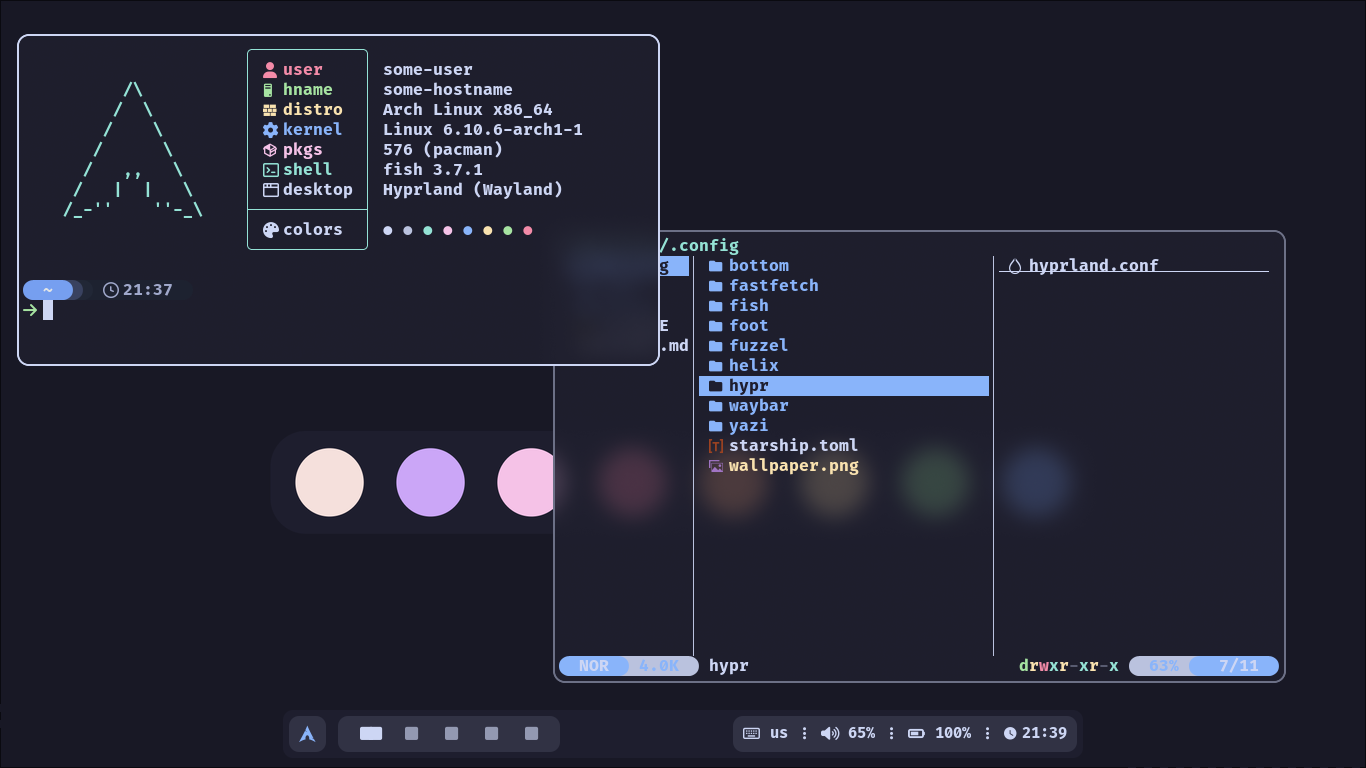 user some-user
hname some-hostname
distro Arch Linux x86_64
kernel Linux 6.10.6-arch1-1
pkgs 576 (pacman)
shell fish 3.7.1
desktop Hyprland (Wayland)
colors
~ 21:37
/.config
g
E
.md
bottom
fastfetch
fish
foot
fuzzel
helix
hypr
waybar
yazi
starship.toml
wallpaper.png
hyprland.conf
NOR 4.0K hypr drwxr-xr-x 63% 7/11
us 65% 100% 21:39